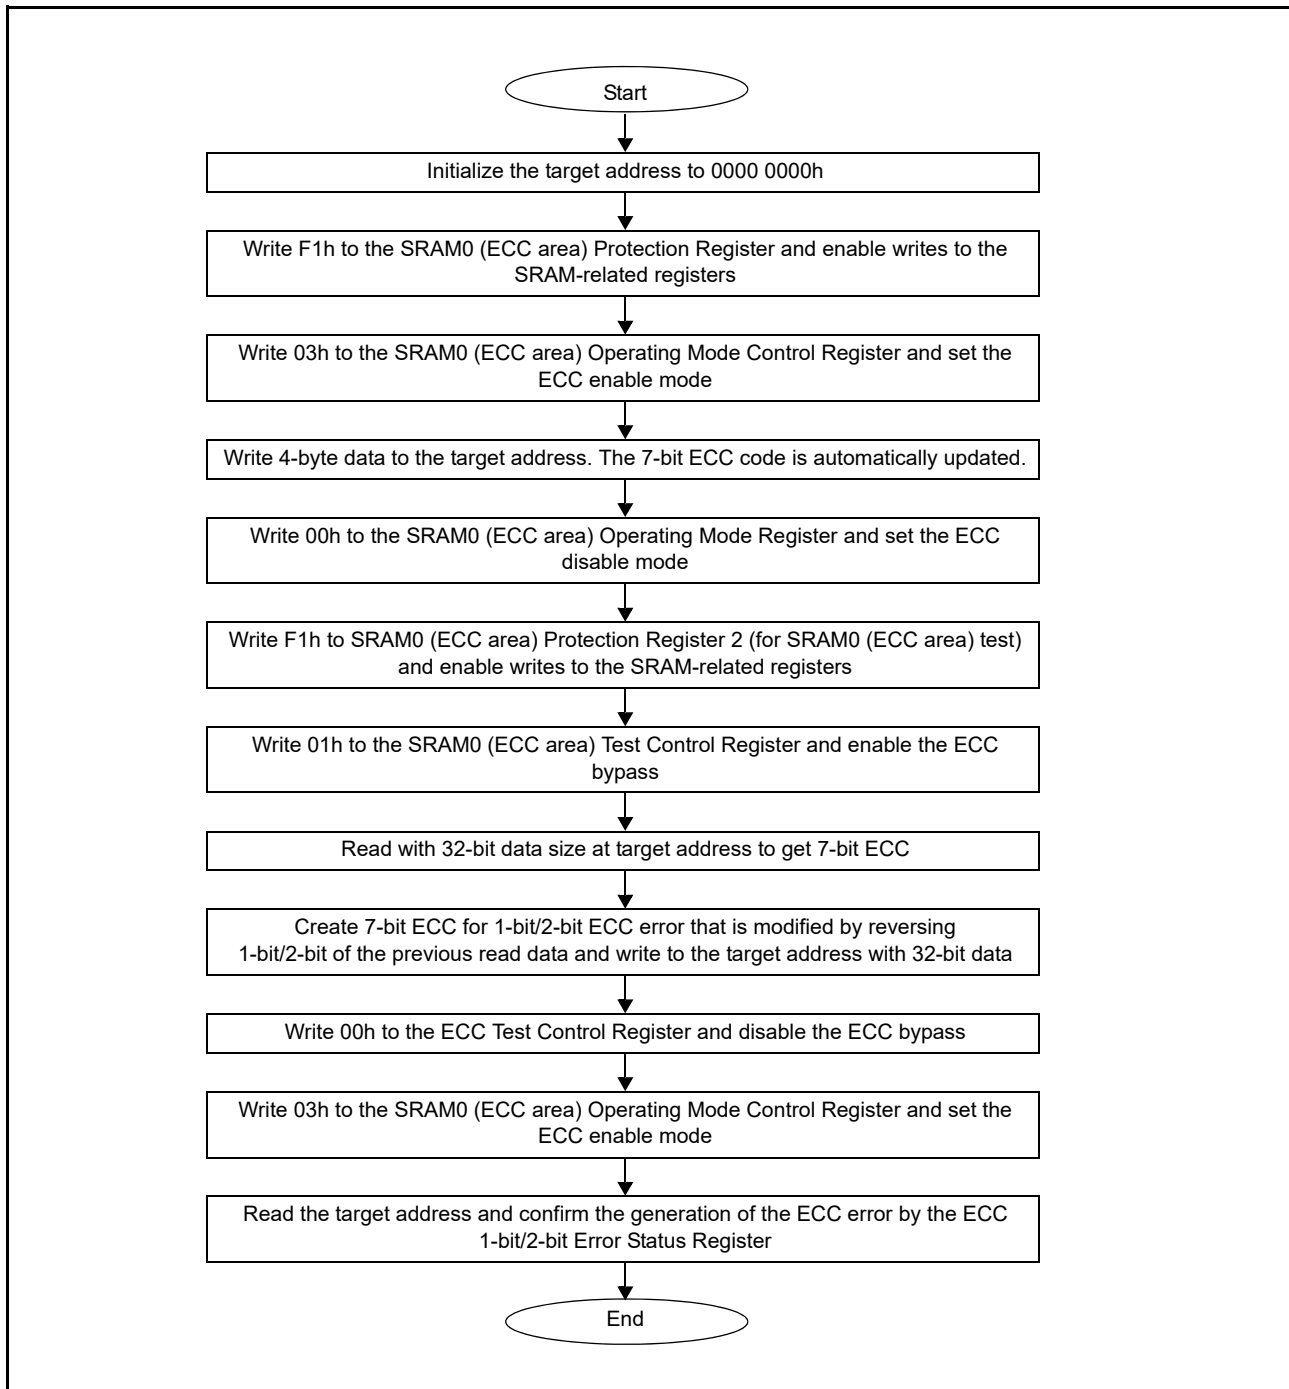 Start
Initialize the target address to 0000 0000h
Write F1h to the SRAM0 (ECC area) Protection Register and enable writes to the
SRAM-related registers
Write 03h to the SRAM0 (ECC area) Operating Mode Control Register and set the
ECC enable mode
Write 4-byte data to the target address. The 7-bit ECC code is automatically updated.
Write 00h to the SRAM0 (ECC area) Operating Mode Register and set the ECC
disable mode
Write F1h to SRAM0 (ECC area) Protection Register 2 (for SRAM0 (ECC area) test)
and enable writes to the SRAM-related registers
Write 01h to the SRAM0 (ECC area) Test Control Register and enable the ECC
bypass
Read with 32-bit data size at target address to get 7-bit ECC
Create 7-bit ECC for 1-bit/2-bit ECC error that is modified by reversing
1-bit/2-bit of the previous read data and write to the target address with 32-bit data
Write 00h to the ECC Test Control Register and disable the ECC bypass
Write 03h to the SRAM0 (ECC area) Operating Mode Control Register and set the
ECC enable mode
Read the target address and confirm the generation of the ECC error by the ECC
1-bit/2-bit Error Status Register
End